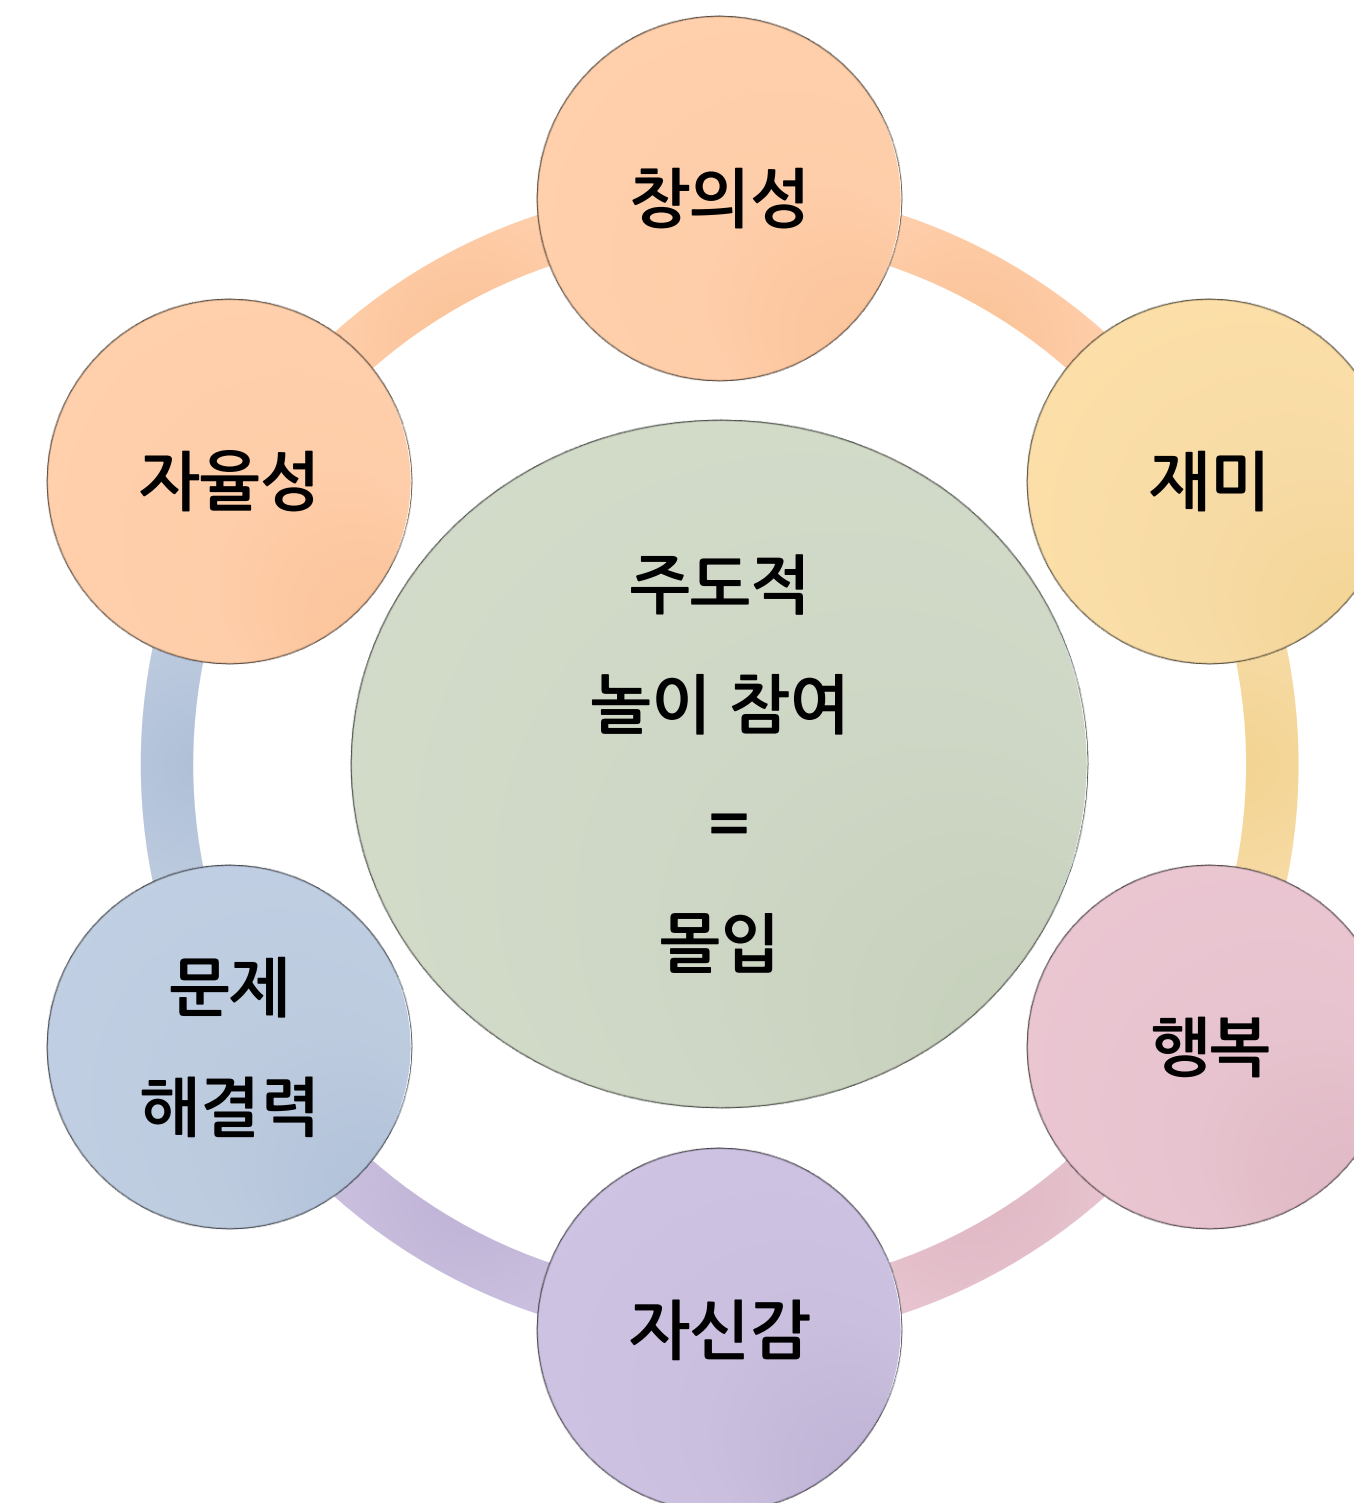 창의성
자율성
재미
주도적
놀이 참여
=
몰입
문제
해결력
행복
자신감